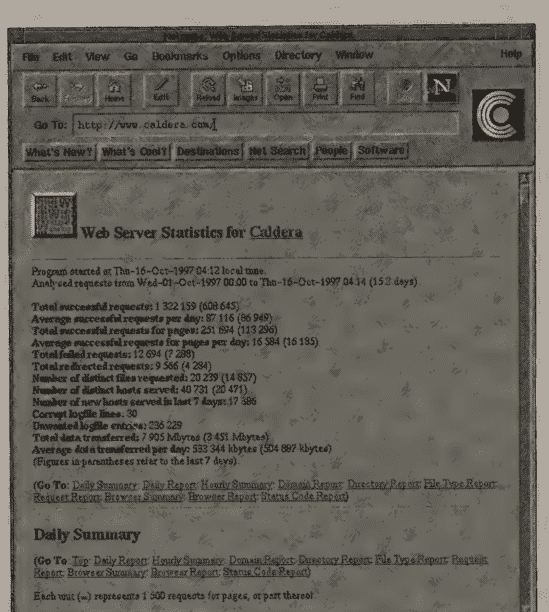 Web Server Statistics for Caldera
File Edit View Go Bookmarks Options Directory Window Help
Back Home Edit Reload Images Open Print Find N
Go To: http://www.caldera.com/
What's New? What's Cool? Destinations Net Search People Software
Web Server Statistics for Caldera
Program started at Thu-16-Oct-1997 04:12 local time.
Analysed requests from Wed-01-Oct-1997 00:00 to Thu-16-Oct-1997 04:14 (15.2 days).
Total successful requests: 1 322 159 (608 645)
Average successful requests per day: 87 116 (86 949)
Total successful requests for pages: 251 694 (113 296)
Average successful requests for pages per day: 16 584 (16 185)
Total failed requests: 12 694 (7 288)
Total redirected requests: 9 566 (4 284)
Number of distinct files requested: 20 239 (14 857)
Number of distinct hosts served: 40 731 (20 471)
Number of new hosts served in last 7 days: 17 386
Corrupt logfile lines: 30
Unwanted logfile entries: 236 229
Total data transferred: 7 905 Mbytes (3 451 Mbytes)
Average data transferred per day: 533 344 kbytes (504 897 kbytes)
(Figures in parentheses refer to the last 7 days).
(Go To: Daily Summary: Daily Report: Hourly Summary: Domain Report: Directory Report: File Type Report:
Request Report: Browser Summary: Browser Report: Status Code Report)
Daily Summary
(Go To: Top: Daily Report: Hourly Summary: Domain Report: Directory Report: File Type Report: Request
Report: Browser Summary: Browser Report: Status Code Report)
Each unit (=) represents 1 500 requests for pages, or part thereof.